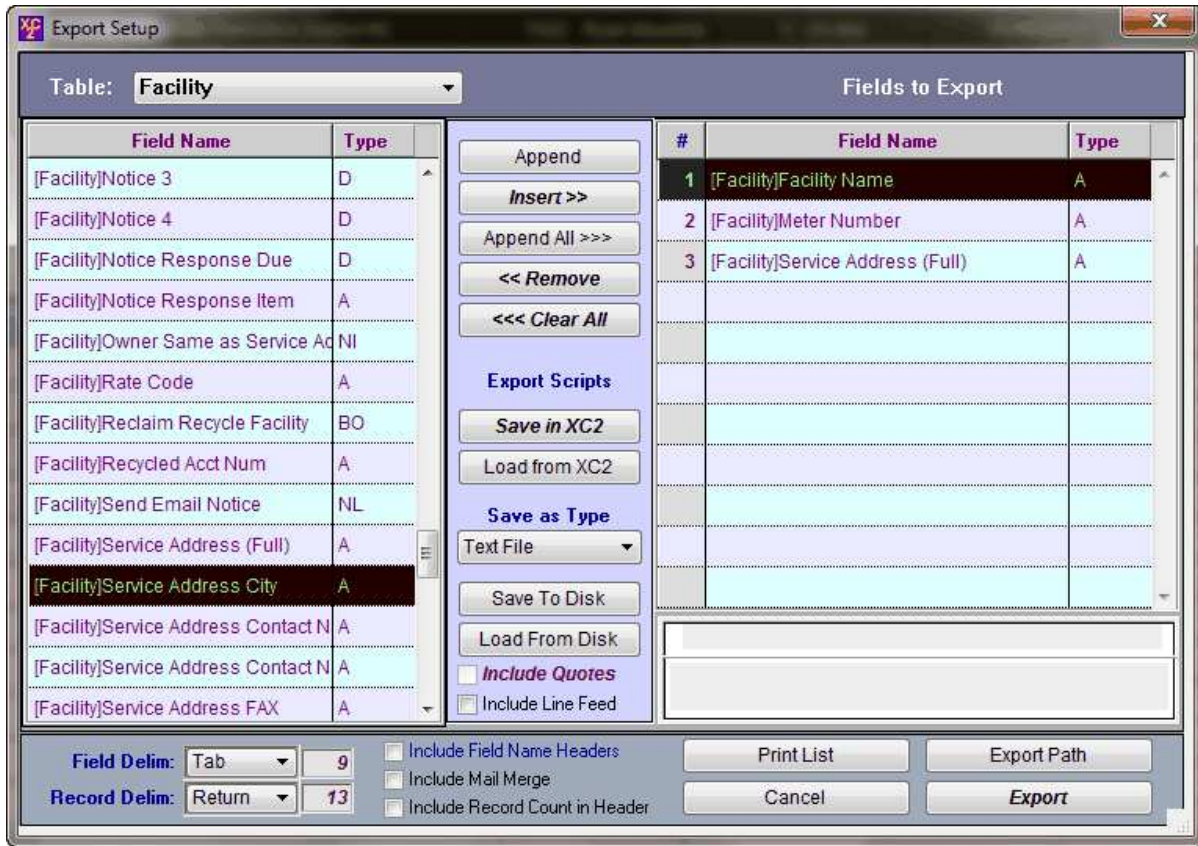 XC2 Export Setup
X
Table: Facility
Fields to Export
Field Name Type
[Facility]Notice 3 D
[Facility]Notice 4 D
[Facility]Notice Response Due D
[Facility]Notice Response Item A
[Facility]Owner Same as Service Ad NI
[Facility]Rate Code A
[Facility]Reclaim Recycle Facility BO
[Facility]Recycled Acct Num A
[Facility]Send Email Notice NL
[Facility]Service Address (Full) A
[Facility]Service Address City A
[Facility]Service Address Contact N A
[Facility]Service Address Contact N A
[Facility]Service Address FAX A
Append
Insert >>
Append All >>>
<< Remove
<<< Clear All
Export Scripts
Save in XC2
Load from XC2
Save as Type
Text File
Save To Disk
Load From Disk
Include Quotes
Include Line Feed
# Field Name Type
1 [Facility]Facility Name A
2 [Facility]Meter Number A
3 [Facility]Service Address (Full) A
Field Delim: Tab 9
Record Delim: Return 13
Include Field Name Headers
Include Mail Merge
Include Record Count in Header
Print List
Export Path
Cancel
Export